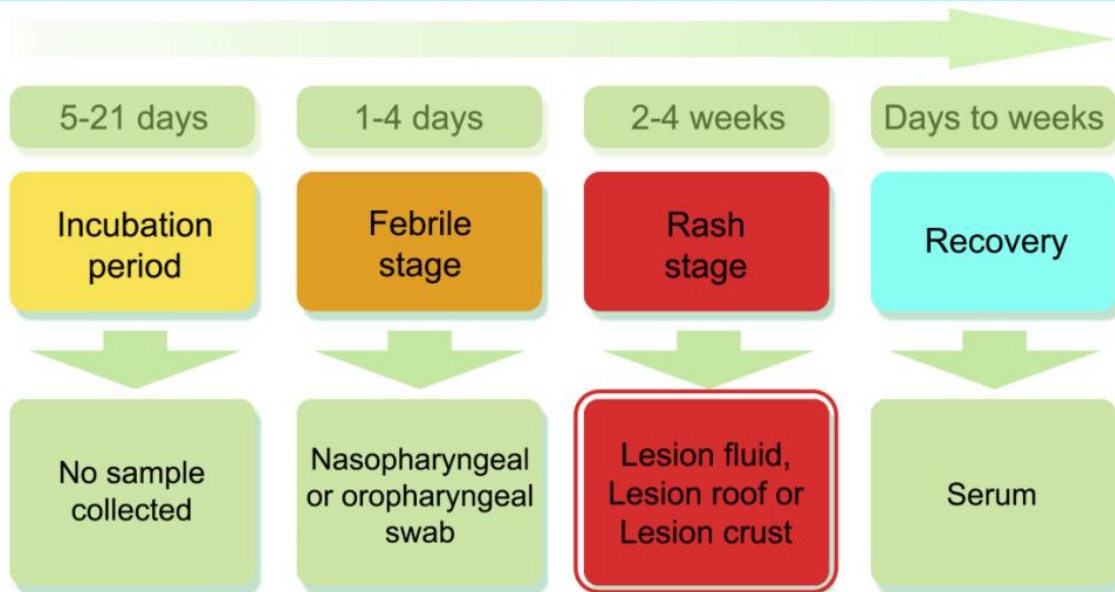 5-21 days
1-4 days
2-4 weeks
Days to weeks
Incubation
period
Febrile
stage
Rash
stage
Recovery
No sample
collected
Nasopharyngeal
or oropharyngeal
swab
Lesion fluid,
Lesion roof or
Lesion crust
Serum